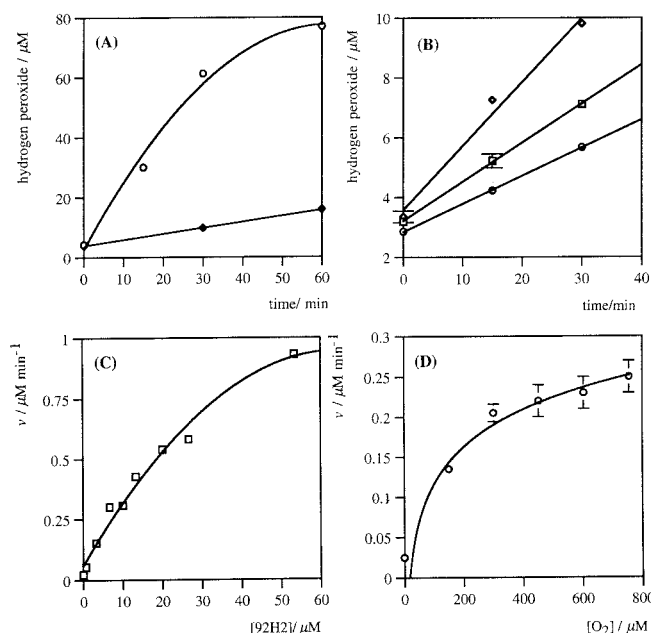 (A)
hydrogen peroxide / µM
80
60
40
20
0
0 10 20 30 40 50 60
time/ min
(B)
hydrogen peroxide / µM
10
8
6
4
2
0 10 20 30 40
time/min
(C)
v / µM min⁻¹
1
0.75
0.5
0.25
0
0 10 20 30 40 50 60
[92H2]/ µM
(D)
v / µM min⁻¹
0.3
0.25
0.2
0.15
0.1
0.05
0
0 200 400 600 800
[O₂] / µM